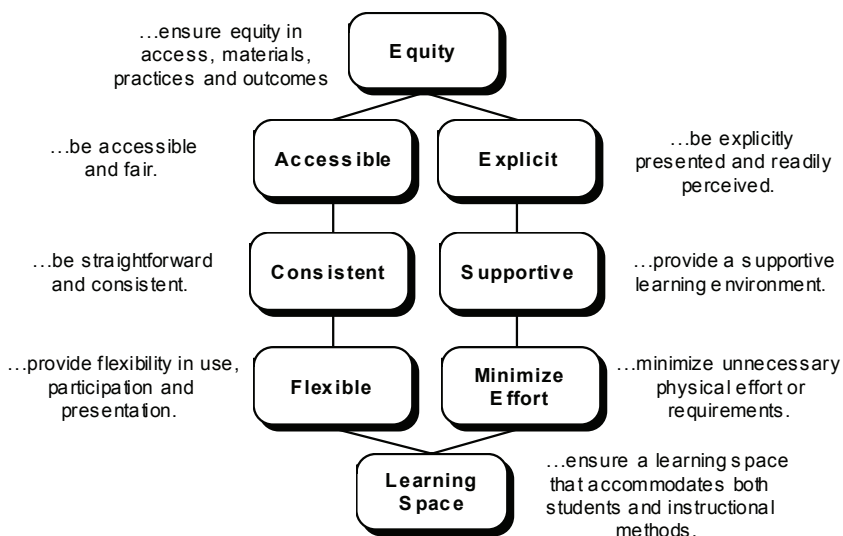 …ensure equity in
access, materials,
practices and outcomes
Equity
…be accessible
and fair.
Accessible
Explicit
…be explicitly
presented and readily
perceived.
…be straightforward
and consistent.
Consistent
Supportive
…provide a supportive
learning environment.
…provide flexibility in use,
participation and
presentation.
Flexible
Minimize
Effort
…minimize unnecessary
physical effort or
requirements.
Learning
Space
…ensure a learning space
that accommodates both
students and instructional
methods.